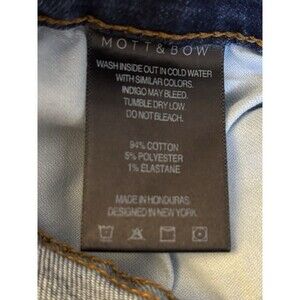 MOTT & BOW
WASH INSIDE OUT IN COLD WATER
WITH SIMILAR COLORS.
INDIGO MAY BLEED.
TUMBLE DRY LOW.
DO NOT BLEACH.
94% COTTON
5% POLYESTER
1% ELASTANE
MADE IN HONDURAS
DESIGNED IN NEW YORK.